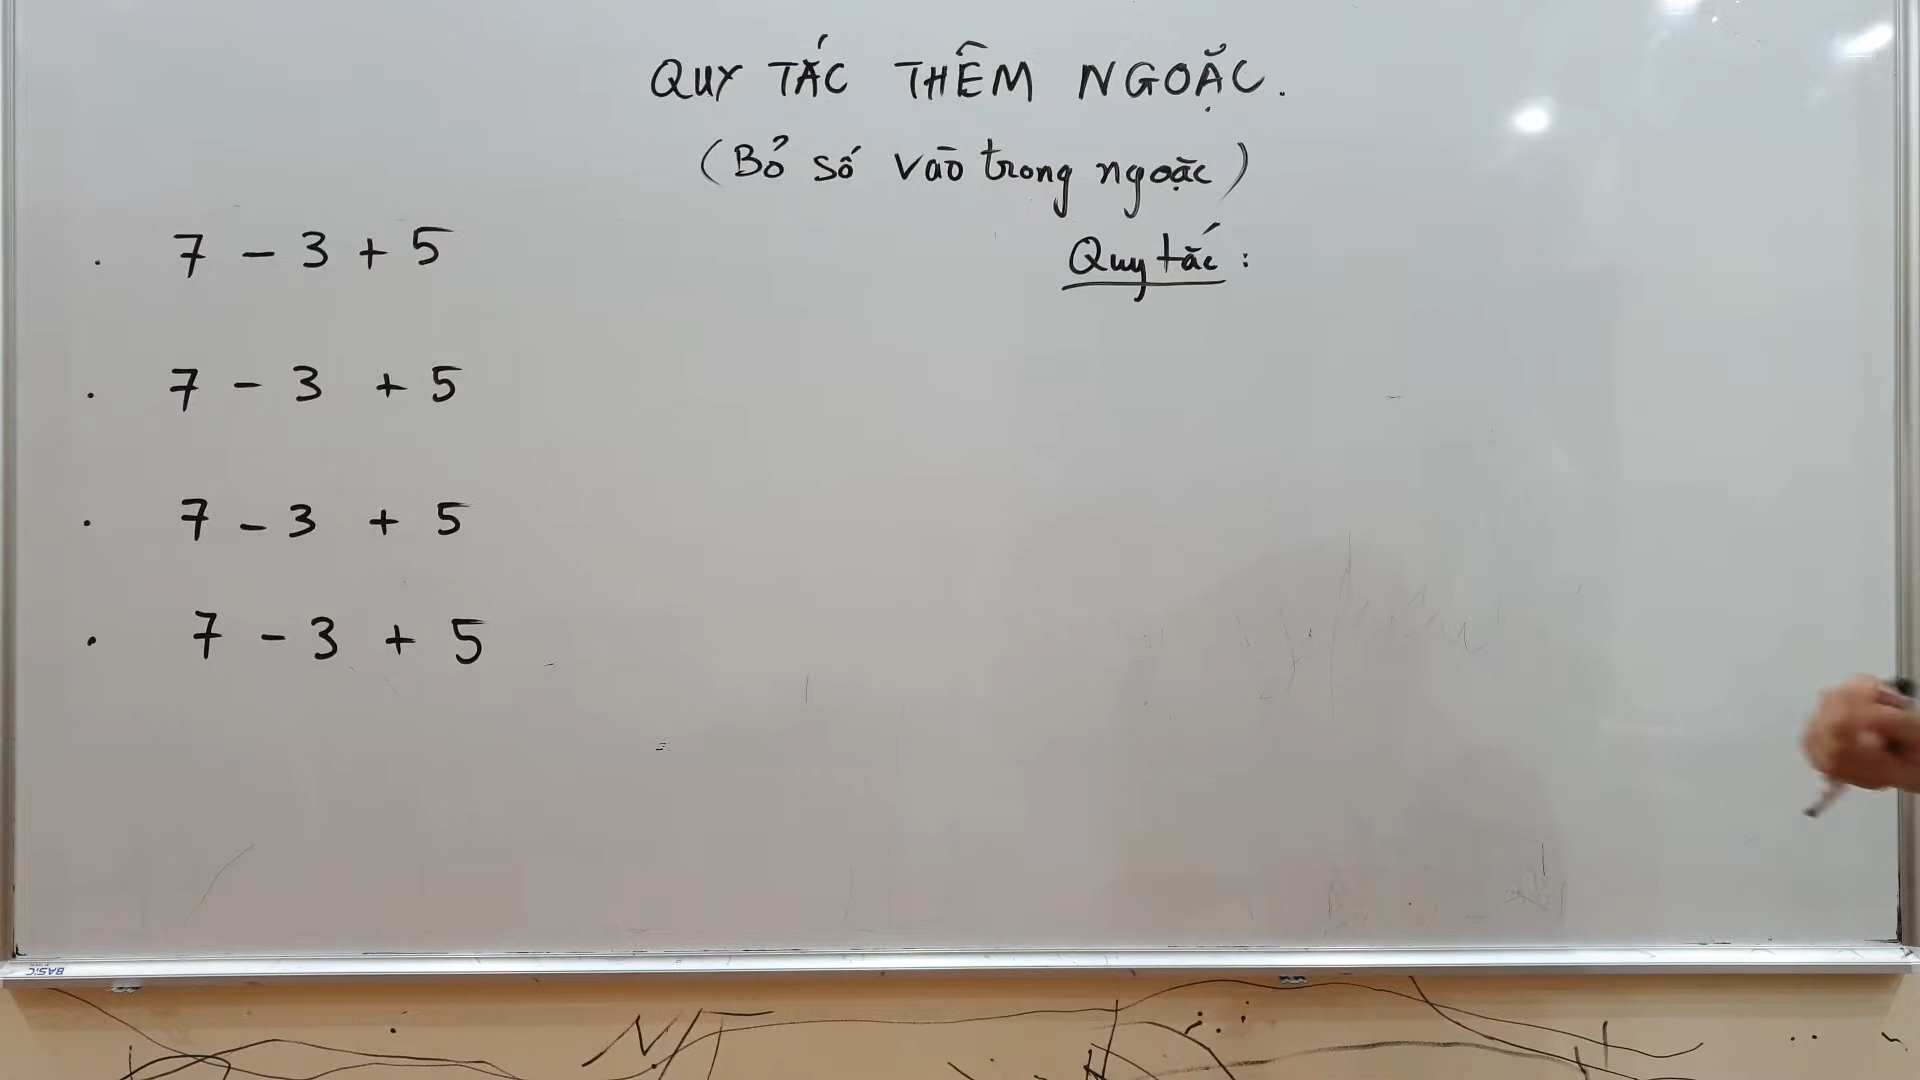 QUY TẮC THÊM NGOẶC.
(Bỏ số vào trong ngoặc)
Quy tắc :
. 7 - 3 + 5
. 7 - 3 + 5
. 7 - 3 + 5
. 7 - 3 + 5
BASIC